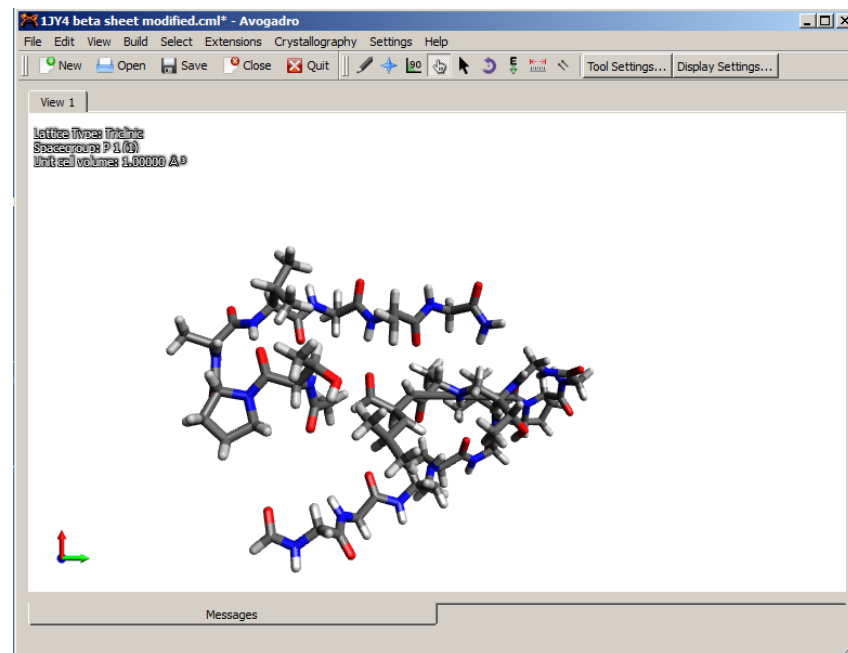 1JY4 beta sheet modified.cml* - Avogadro
File Edit View Build Select Extensions Crystallography Settings Help
New Open Save Close Quit 90 E Tool Settings... Display Settings...
View 1
Lattice Type: Triclinic
Spacegroup: P 1 (1)
Unit cell volume: 1.00000 Å³
Messages